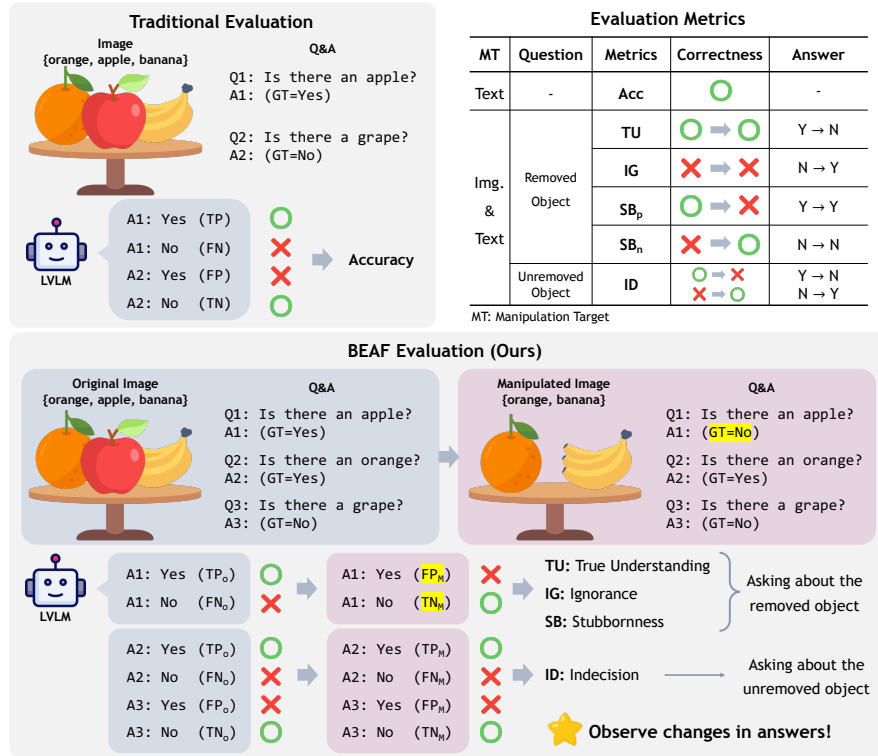 Traditional Evaluation
Image
{orange, apple, banana}
Q&A
Q1: Is there an apple?
A1: (GT=Yes)
Q2: Is there a grape?
A2: (GT=No)
LVLM
A1: Yes (TP)
A1: No (FN)
A2: Yes (FP)
A2: No (TN)
Accuracy
Evaluation Metrics
MT Question Metrics Correctness Answer
Text - Acc -
Img. & Text
Removed Object
TU Y → N
IG N → Y
SBp Y → Y
SBn N → N
Unremoved Object
ID Y → N
N → Y
MT: Manipulation Target
BEAF Evaluation (Ours)
Original Image
{orange, apple, banana}
Q&A
Q1: Is there an apple?
A1: (GT=Yes)
Q2: Is there an orange?
A2: (GT=Yes)
Q3: Is there a grape?
A3: (GT=No)
Manipulated Image
{orange, banana}
Q&A
Q1: Is there an apple?
A1: (GT=No)
Q2: Is there an orange?
A2: (GT=Yes)
Q3: Is there a grape?
A3: (GT=No)
LVLM
A1: Yes (TPo)
A1: No (FNo)
A1: Yes (FPM)
A1: No (TNM)
TU: True Understanding
IG: Ignorance
SB: Stubbornness
Asking about the
removed object
A2: Yes (TPo)
A2: No (FNo)
A3: Yes (FPo)
A3: No (TNo)
A2: Yes (TPM)
A2: No (FNM)
A3: Yes (FPM)
A3: No (TNM)
ID: Indecision
Asking about the
unremoved object
Observe changes in answers!